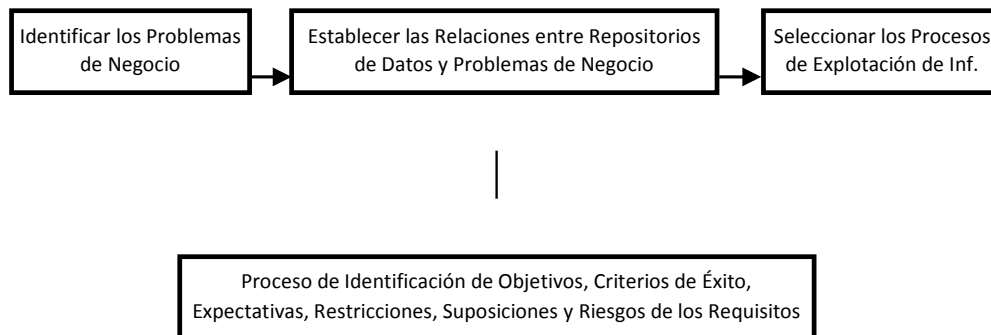 Identificar los Problemas
de Negocio
Establecer las Relaciones entre Repositorios
de Datos y Problemas de Negocio
Seleccionar los Procesos
de Explotación de Inf.
Proceso de Identificación de Objetivos, Criterios de Éxito,
Expectativas, Restricciones, Suposiciones y Riesgos de los Requisitos